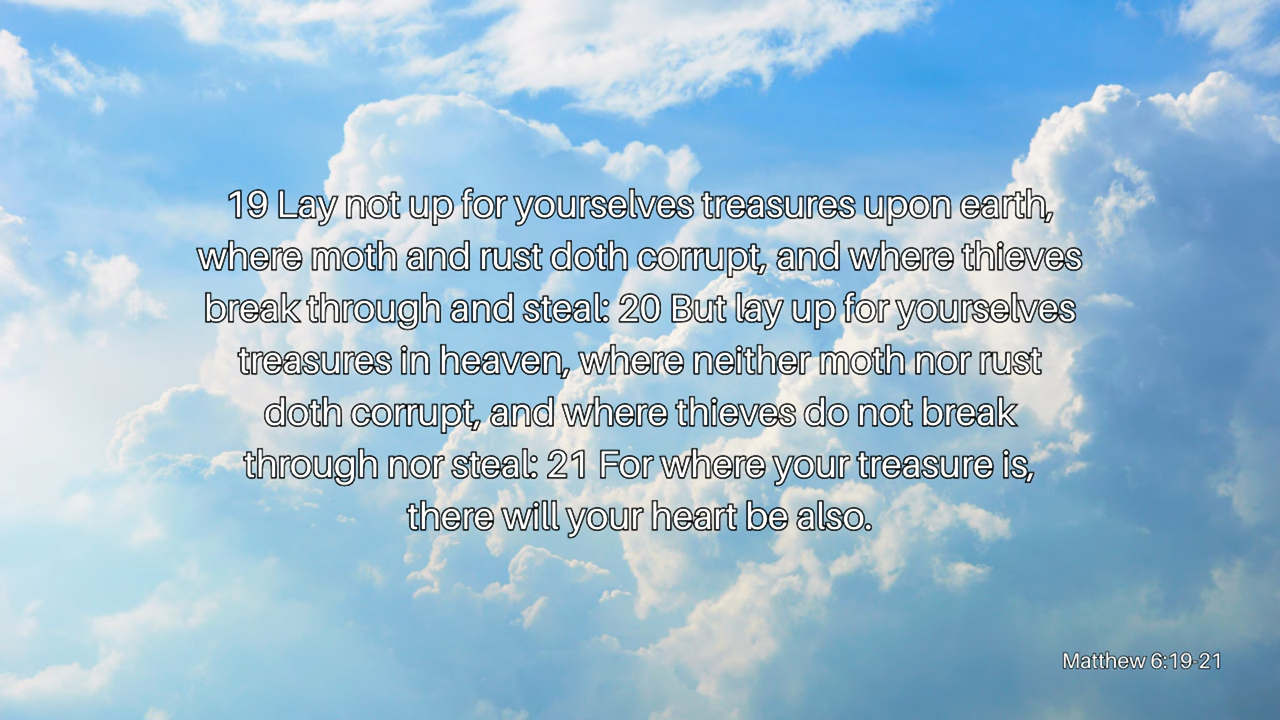 19 Lay not up for yourselves treasures upon earth,
where moth and rust doth corrupt, and where thieves
break through and steal: 20 But lay up for yourselves
treasures in heaven, where neither moth nor rust
doth corrupt, and where thieves do not break
through nor steal: 21 For where your treasure is,
there will your heart be also.
Matthew 6:19-21